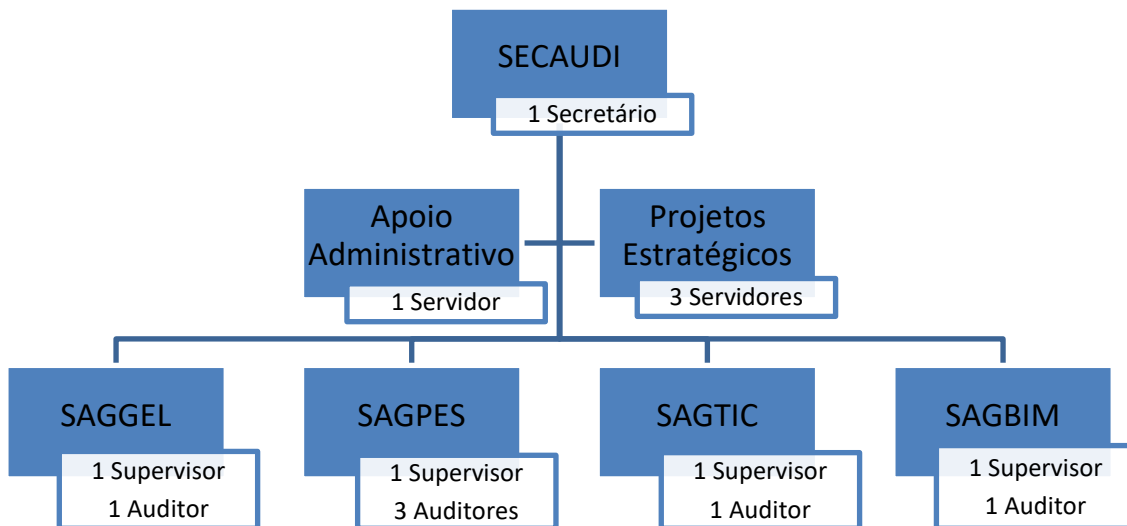 SECAUDI
1 Secretário
Apoio
Administrativo
1 Servidor
Projetos
Estratégicos
3 Servidores
SAGGEL
1 Supervisor
1 Auditor
SAGPES
1 Supervisor
3 Auditores
SAGTIC
1 Supervisor
1 Auditor
SAGBIM
1 Supervisor
1 Auditor